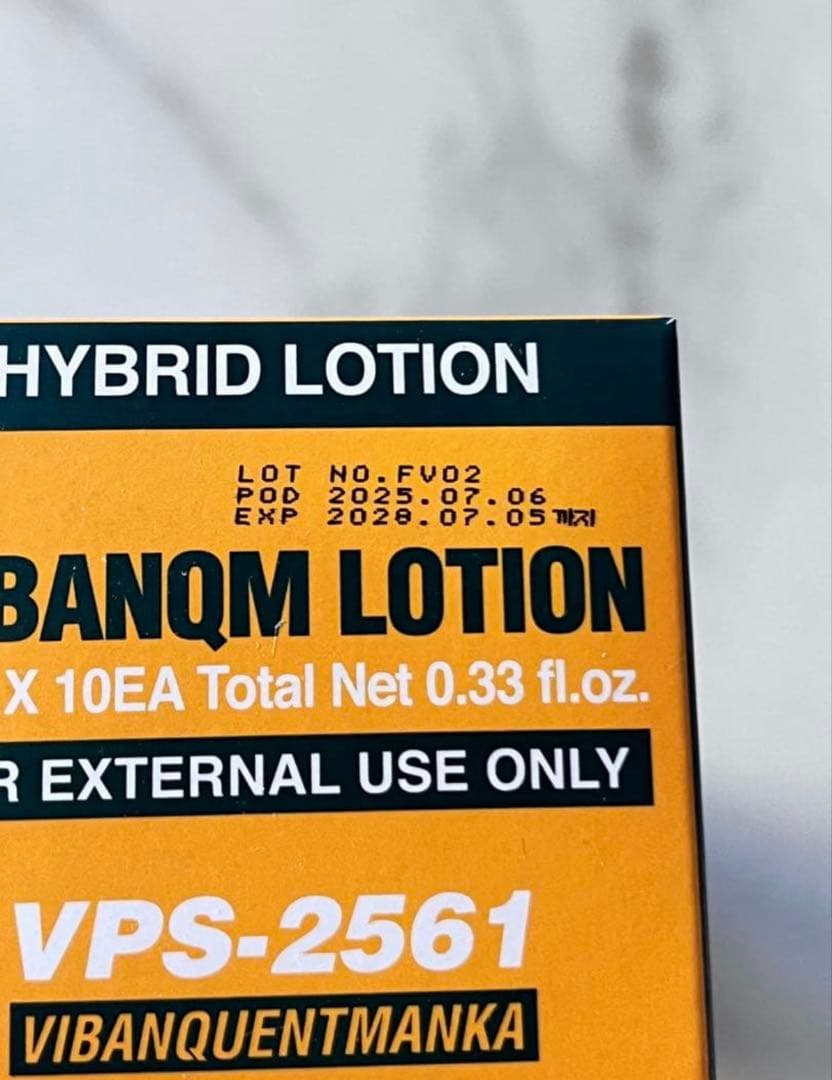 HYBRID LOTION
LOT NO.FV02
POD 2025.07.06
EXP 2028.07.05까지
BANQM LOTION
X 10EA Total Net 0.33 fl.oz.
R EXTERNAL USE ONLY
VPS-2561
VIBANQUENTMANKA